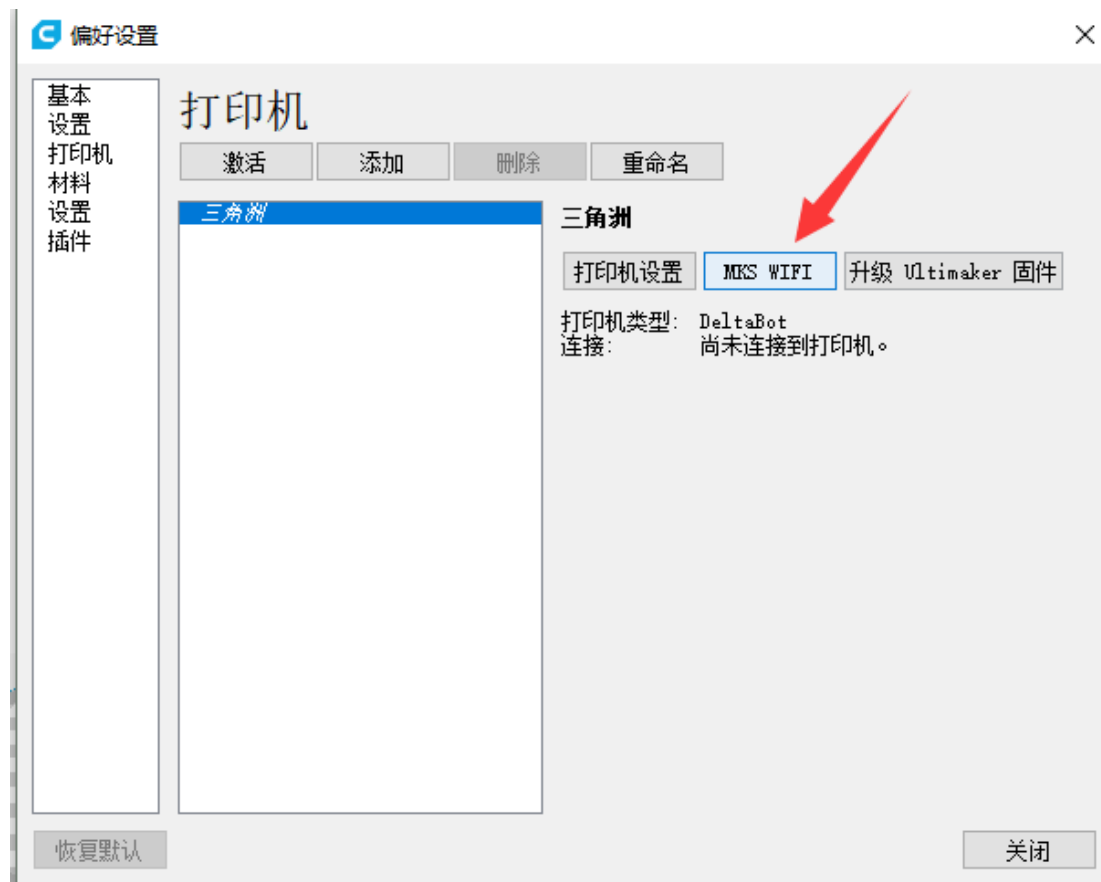 偏好设置
基本
设置
打印机
材料
设置
插件
打印机
激活 添加 删除 重命名
三角洲
三角洲
打印机设置 MKS WIFI 升级 Ultimaker 固件
打印机类型: DeltaBot
连接: 尚未连接到打印机。
恢复默认 关闭